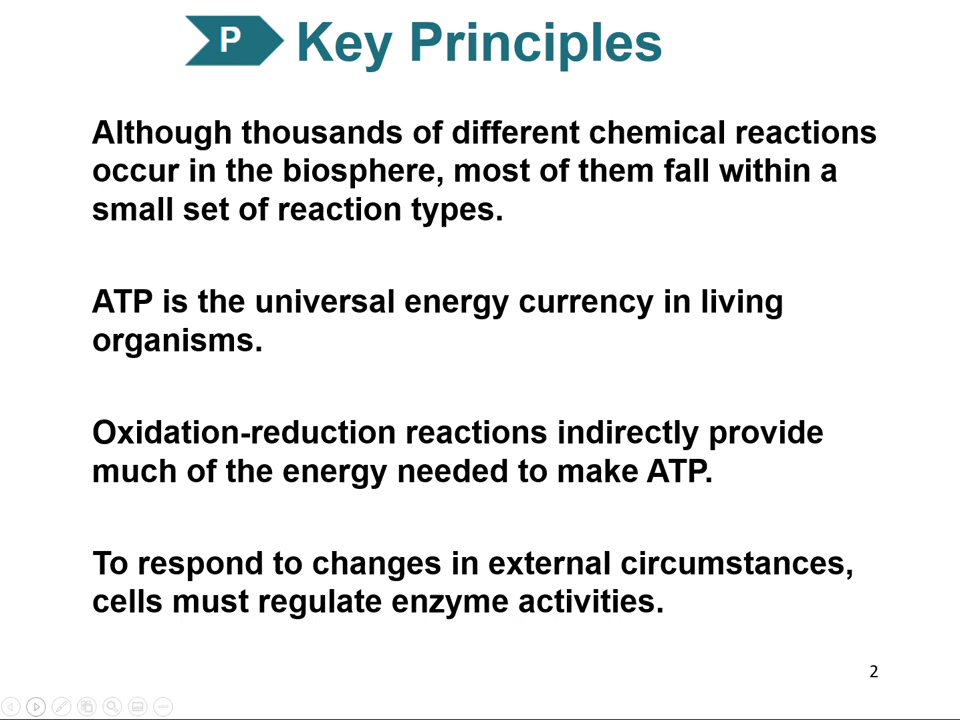 P Key Principles
Although thousands of different chemical reactions
occur in the biosphere, most of them fall within a
small set of reaction types.
ATP is the universal energy currency in living
organisms.
Oxidation-reduction reactions indirectly provide
much of the energy needed to make ATP.
To respond to changes in external circumstances,
cells must regulate enzyme activities.
2